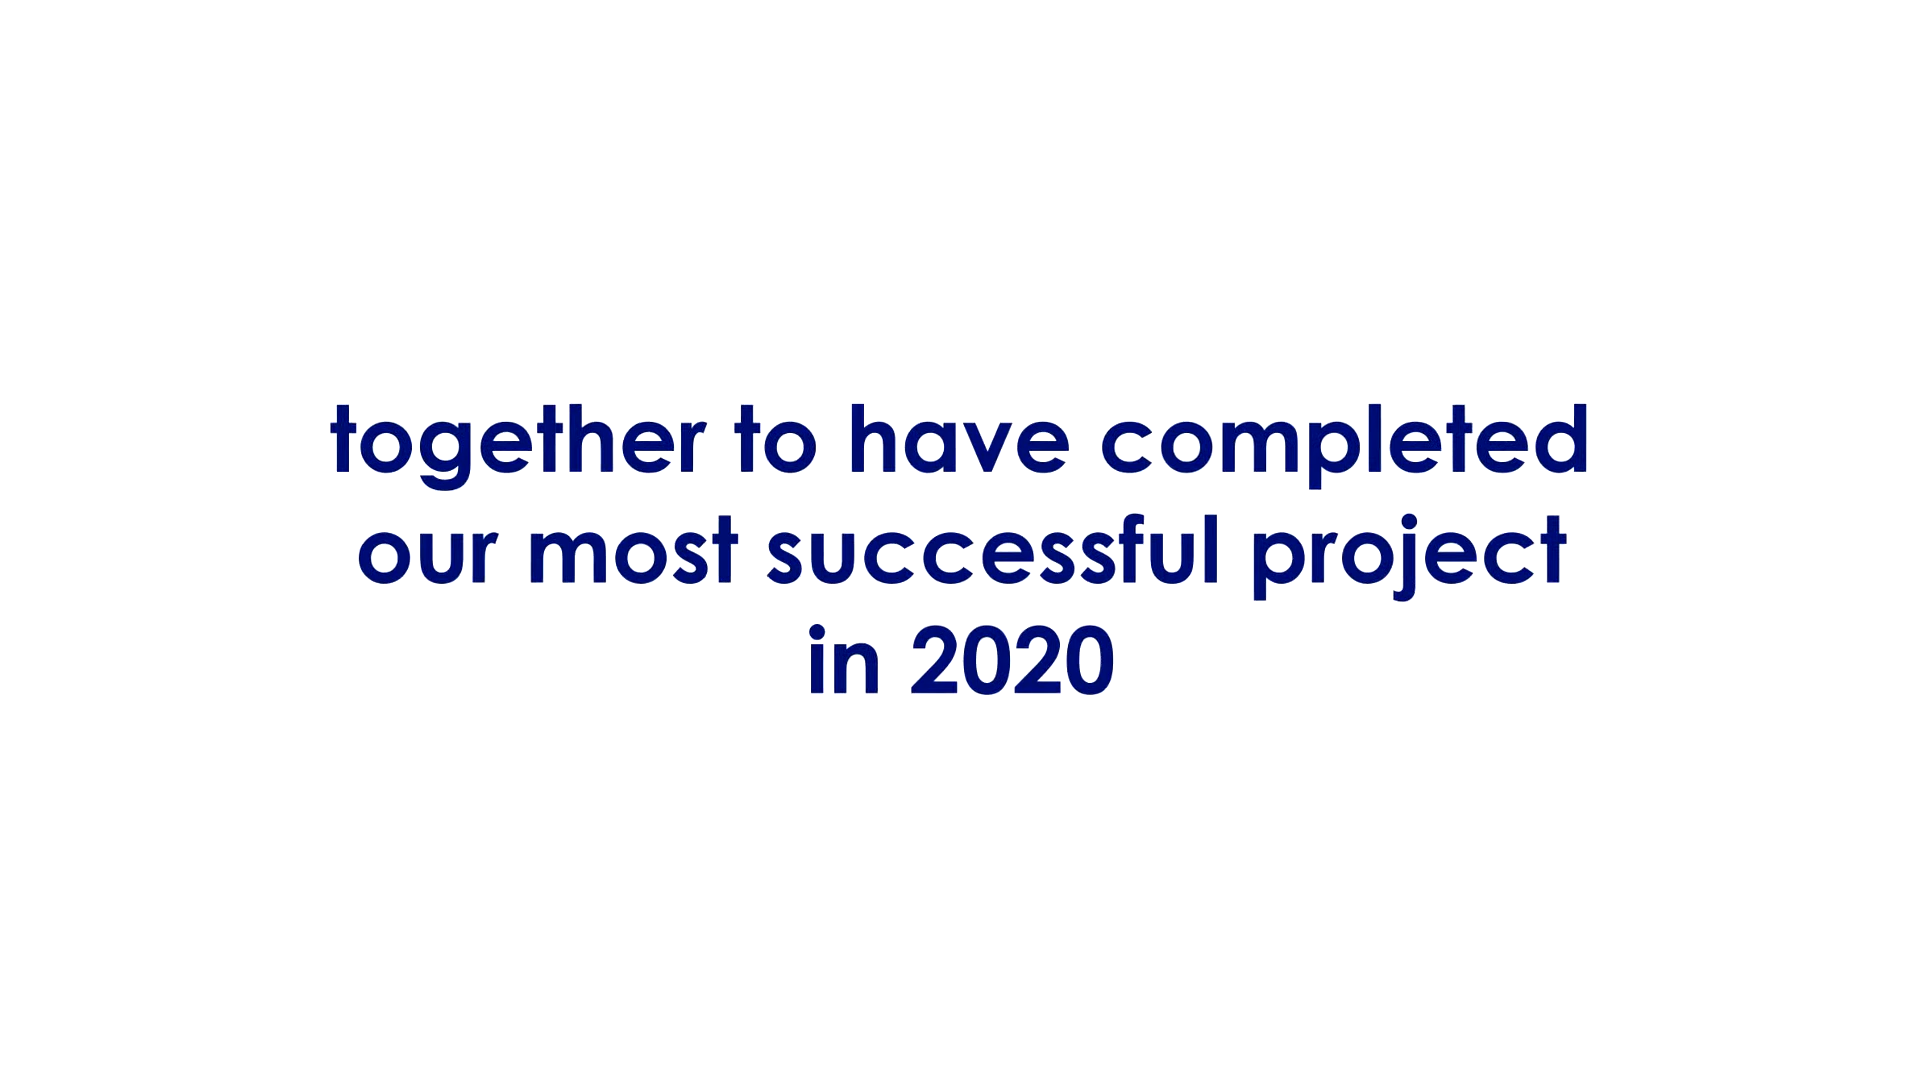 together to have completed
our most successful project
in 2020